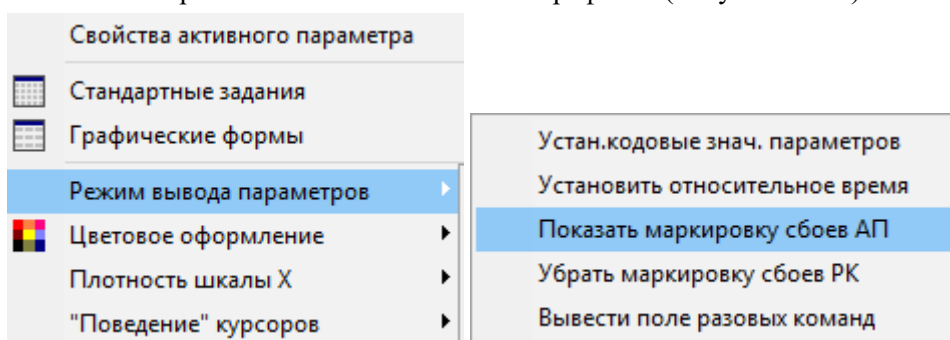 Свойства активного параметра
Стандартные задания
Графические формы
Режим вывода параметров
Цветовое оформление
Плотность шкалы X
"Поведение" курсоров
Устан.кодовые знач. параметров
Установить относительное время
Показать маркировку сбоев АП
Убрать маркировку сбоев РК
Вывести поле разовых команд